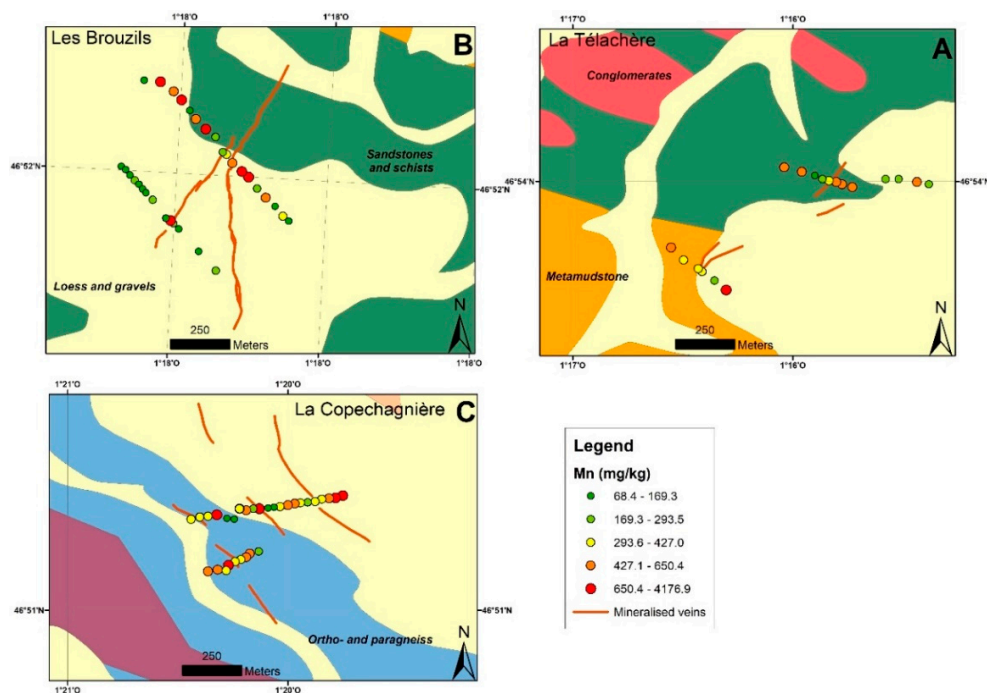 1°18'O
1°18'O
Les Brouzils
B
46°52'N
46°52'N
Sandstones
and schists
Loess and gravels
N
250
Meters
1°18'O
1°18'O
1°18'O
1°17'O
1°16'O
La Télachère
A
Conglomerates
46°54'N
46°54'N
Metamudstone
N
250
Meters
1°17'O
1°16'O
1°21'O
1°20'O
La Copechagnière
C
46°51'N
46°51'N
Ortho- and paragneiss
N
250
Meters
1°21'O
1°20'O
Legend
Mn (mg/kg)
68.4 - 169.3
169.3 - 293.5
293.6 - 427.0
427.1 - 650.4
650.4 - 4176.9
Mineralised veins